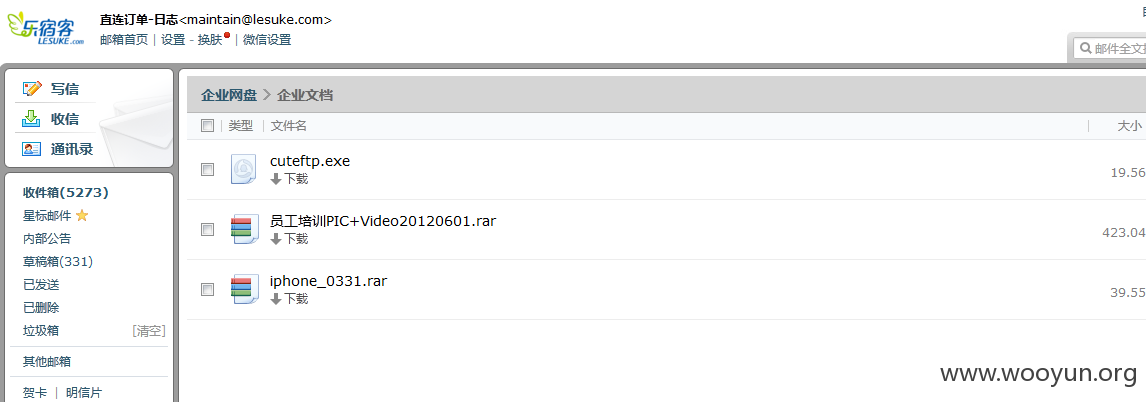 乐宿客
LESUKE.com
直连订单-日志<maintain@lesuke.com>
邮箱首页 | 设置 - 换肤 | 微信设置
邮件全文
写信
收信
通讯录
收件箱(5273)
星标邮件
内部公告
草稿箱(331)
已发送
已删除
垃圾箱 [清空]
其他邮箱
贺卡 | 明信片
企业网盘 > 企业文档
类型 | 文件名 | 大小
cuteftp.exe
下载
19.56
员工培训PIC+Video20120601.rar
下载
423.04
iphone_0331.rar
下载
39.55
www.wooyun.org